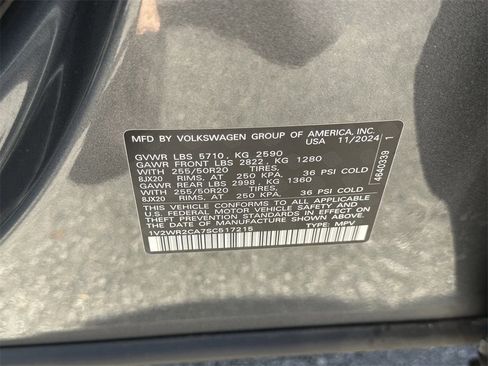 MFD BY VOLKSWAGEN GROUP OF AMERICA, INC.
USA 11/2024
GVWR LBS 5710, KG 2590
GAWR FRONT LBS 2822, KG 1280
WITH 255/50R20 TIRES,
8JX20 RIMS, AT 250 KPA/ 36 PSI COLD
GAWR REAR LBS 2998, KG 1360
WITH 255/50R20 TIRES,
8JX20 RIMS, AT 250 KPA/ 36 PSI COLD
THIS VEHICLE CONFORMS TO ALL APPLICABLE
U.S. FEDERAL MOTOR VEHICLE SAFETY AND
THEFT PREVENTION STANDARDS IN EFFECT ON THE
DATE OF MANUFACTURE SHOWN ABOVE.
1V2WR2CA7SC517215 TYPE: MPV
4640339 1